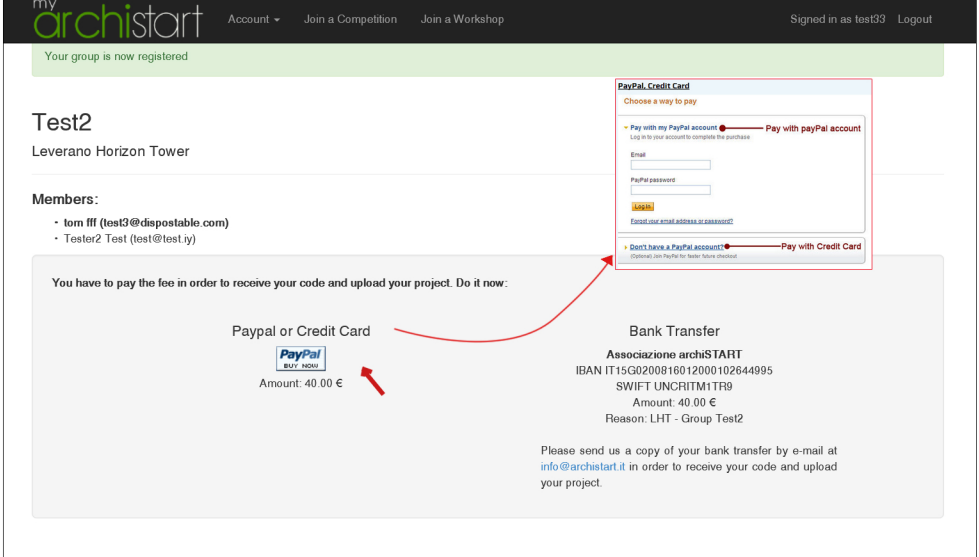 my
archistart
Account Join a Competition Join a Workshop Signed in as test33 Logout
Your group is now registered
Test2
Leverano Horizon Tower
Members:
· tom fff (test3@dispostable.com)
· Tester2 Test (test@test.iy)
PayPal, Credit Card
Choose a way to pay
Pay with my PayPal account Pay with payPal account
Log in to your account to complete the purchase
Email
PayPal password
Log In
Forgot your email address or password?
Don't have a PayPal account? Pay with Credit Card
(Optional) Join PayPal for faster future checkout
You have to pay the fee in order to receive your code and upload your project. Do it now:
Paypal or Credit Card
PayPal
BUY NOW
Amount: 40.00 €
Bank Transfer
Associazione archiSTART
IBAN IT15G0200816012000102644995
SWIFT UNCRITM1TR9
Amount: 40.00 €
Reason: LHT - Group Test2
Please send us a copy of your bank transfer by e-mail at
info@archistart.it in order to receive your code and upload
your project.